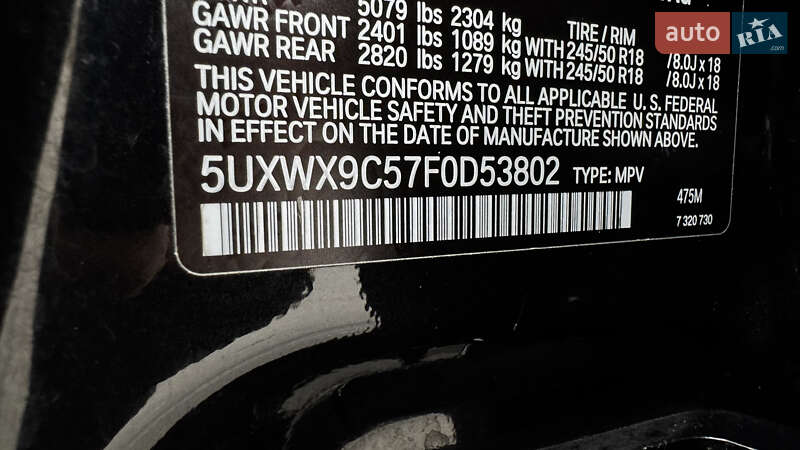 5079 lbs 2304 kg
GAWR FRONT 2401 lbs 1089 kg WITH 245/50 R18 /8.0J x 18
GAWR REAR 2820 lbs 1279 kg WITH 245/50 R18 /8.0J x 18
TIRE / RIM
THIS VEHICLE CONFORMS TO ALL APPLICABLE U. S. FEDERAL
MOTOR VEHICLE SAFETY AND THEFT PREVENTION STANDARDS
IN EFFECT ON THE DATE OF MANUFACTURE SHOWN ABOVE.
5UXWX9C57F0D53802 TYPE: MPV
475M
7 320 730
auto RIA .com